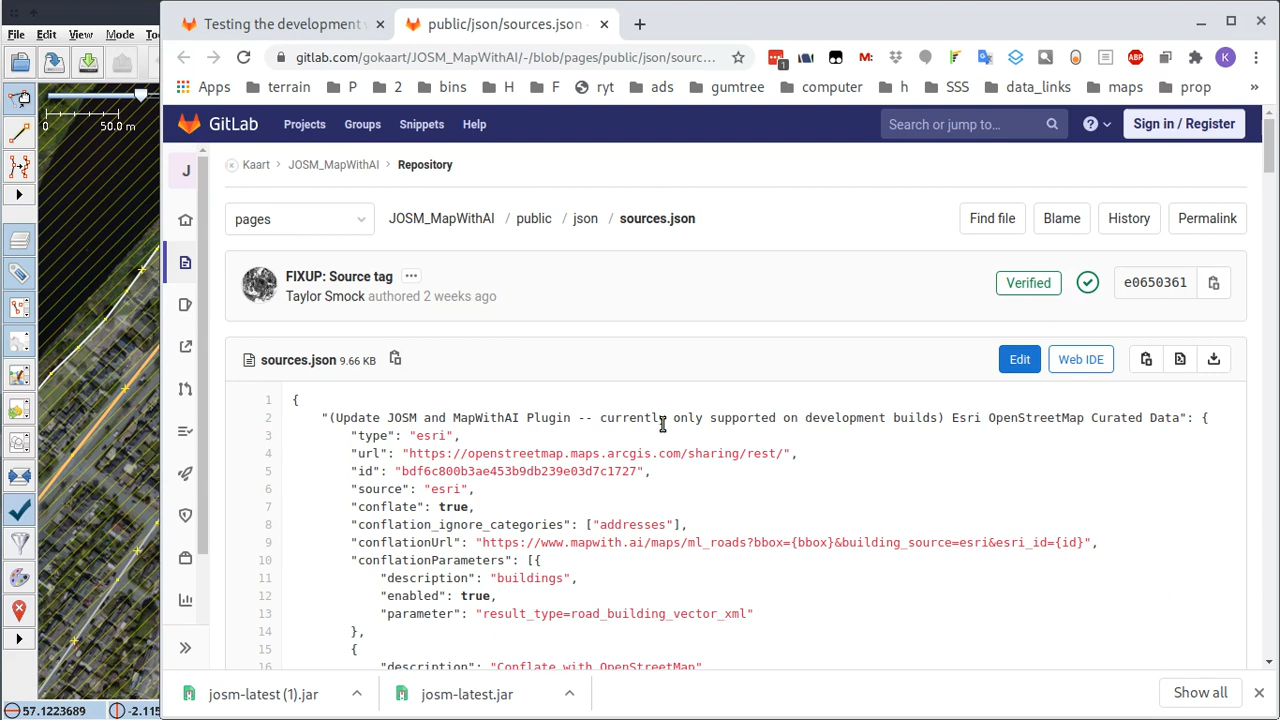 Testing the development
public/json/sources.json
File Edit View Mode To
gitlab.com/gokaart/JOSM_MapWithAI/-/blob/pages/public/json/sourc...
1
M:
ABP
K
Apps terrain P 2 bins H F ryt ads gumtree computer h SSS data_links maps prop »
0 50.0 m
GitLab Projects Groups Snippets Help Search or jump to... Sign in / Register
J
Kaart JOSM_MapWithAI Repository
pages JOSM_MapWithAI / public / json / sources.json Find file Blame History Permalink
FIXUP: Source tag
Taylor Smock authored 2 weeks ago
Verified e0650361
sources.json 9.66 KB Edit Web IDE
1 {
2 "(Update JOSM and MapWithAI Plugin -- currently only supported on development builds) Esri OpenStreetMap Curated Data": {
3 "type": "esri",
4 "url": "https://openstreetmap.maps.arcgis.com/sharing/rest/",
5 "id": "bdf6c800b3ae453b9db239e03d7c1727",
6 "source": "esri",
7 "conflate": true,
8 "conflation_ignore_categories": ["addresses"],
9 "conflationUrl": "https://www.mapwith.ai/maps/ml_roads?bbox={bbox}&building_source=esri&esri_id={id}",
10 "conflationParameters": [{
11 "description": "buildings",
12 "enabled": true,
13 "parameter": "result_type=road_building_vector_xml"
14 },
15 {
16 "description": "Conflate with OpenStreetMap"
josm-latest (1).jar josm-latest.jar Show all
57.1223689 -2.115